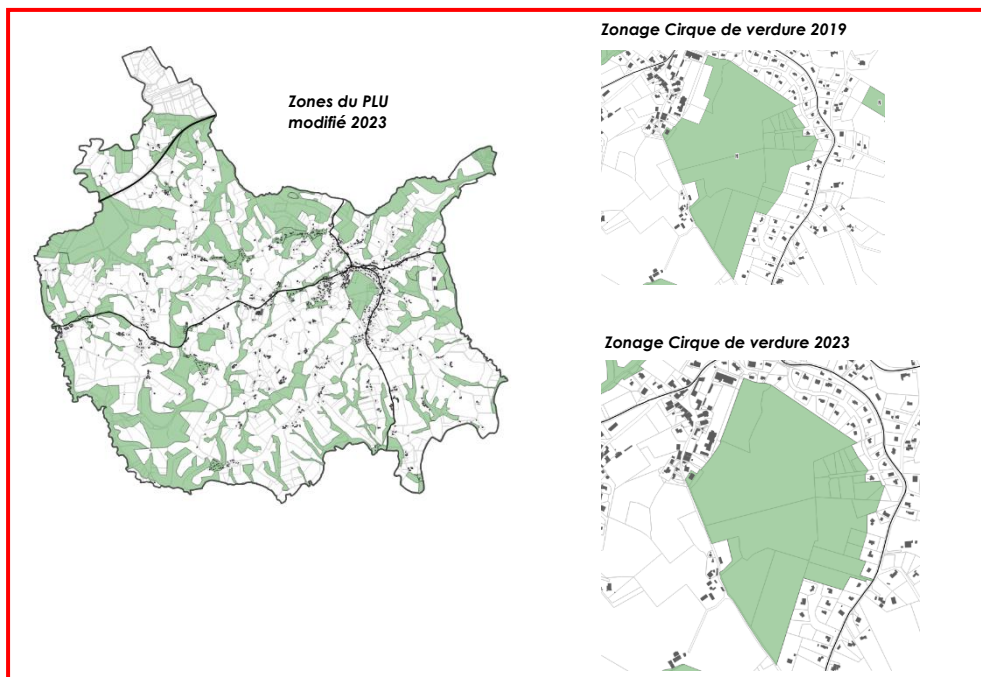 Zonage Cirque de verdure 2019
Zones du PLU
modifié 2023
Zonage Cirque de verdure 2023